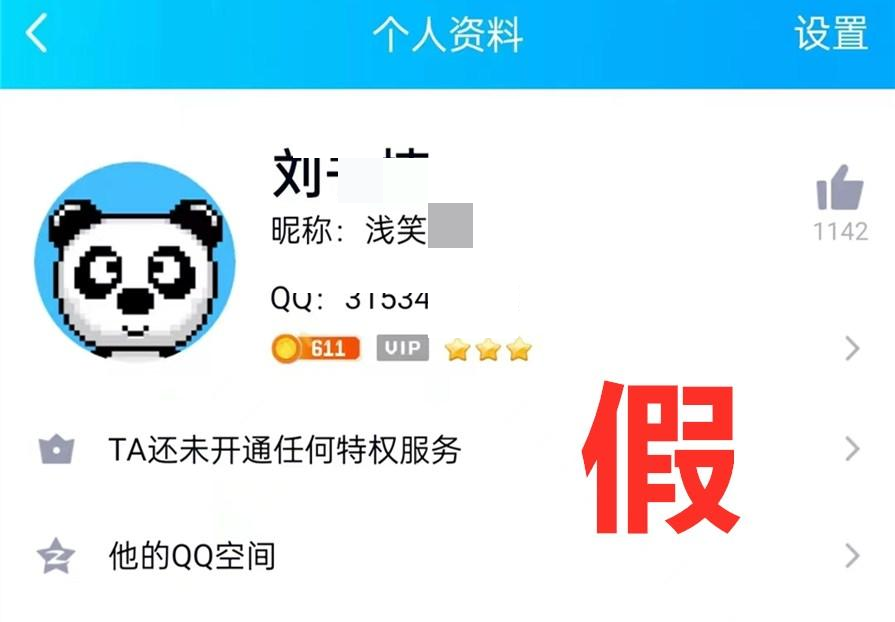 个人资料
设置
刘
1142
昵称：浅笑
QQ：31534
611 VIP
TA还未开通任何特权服务
假
他的QQ空间